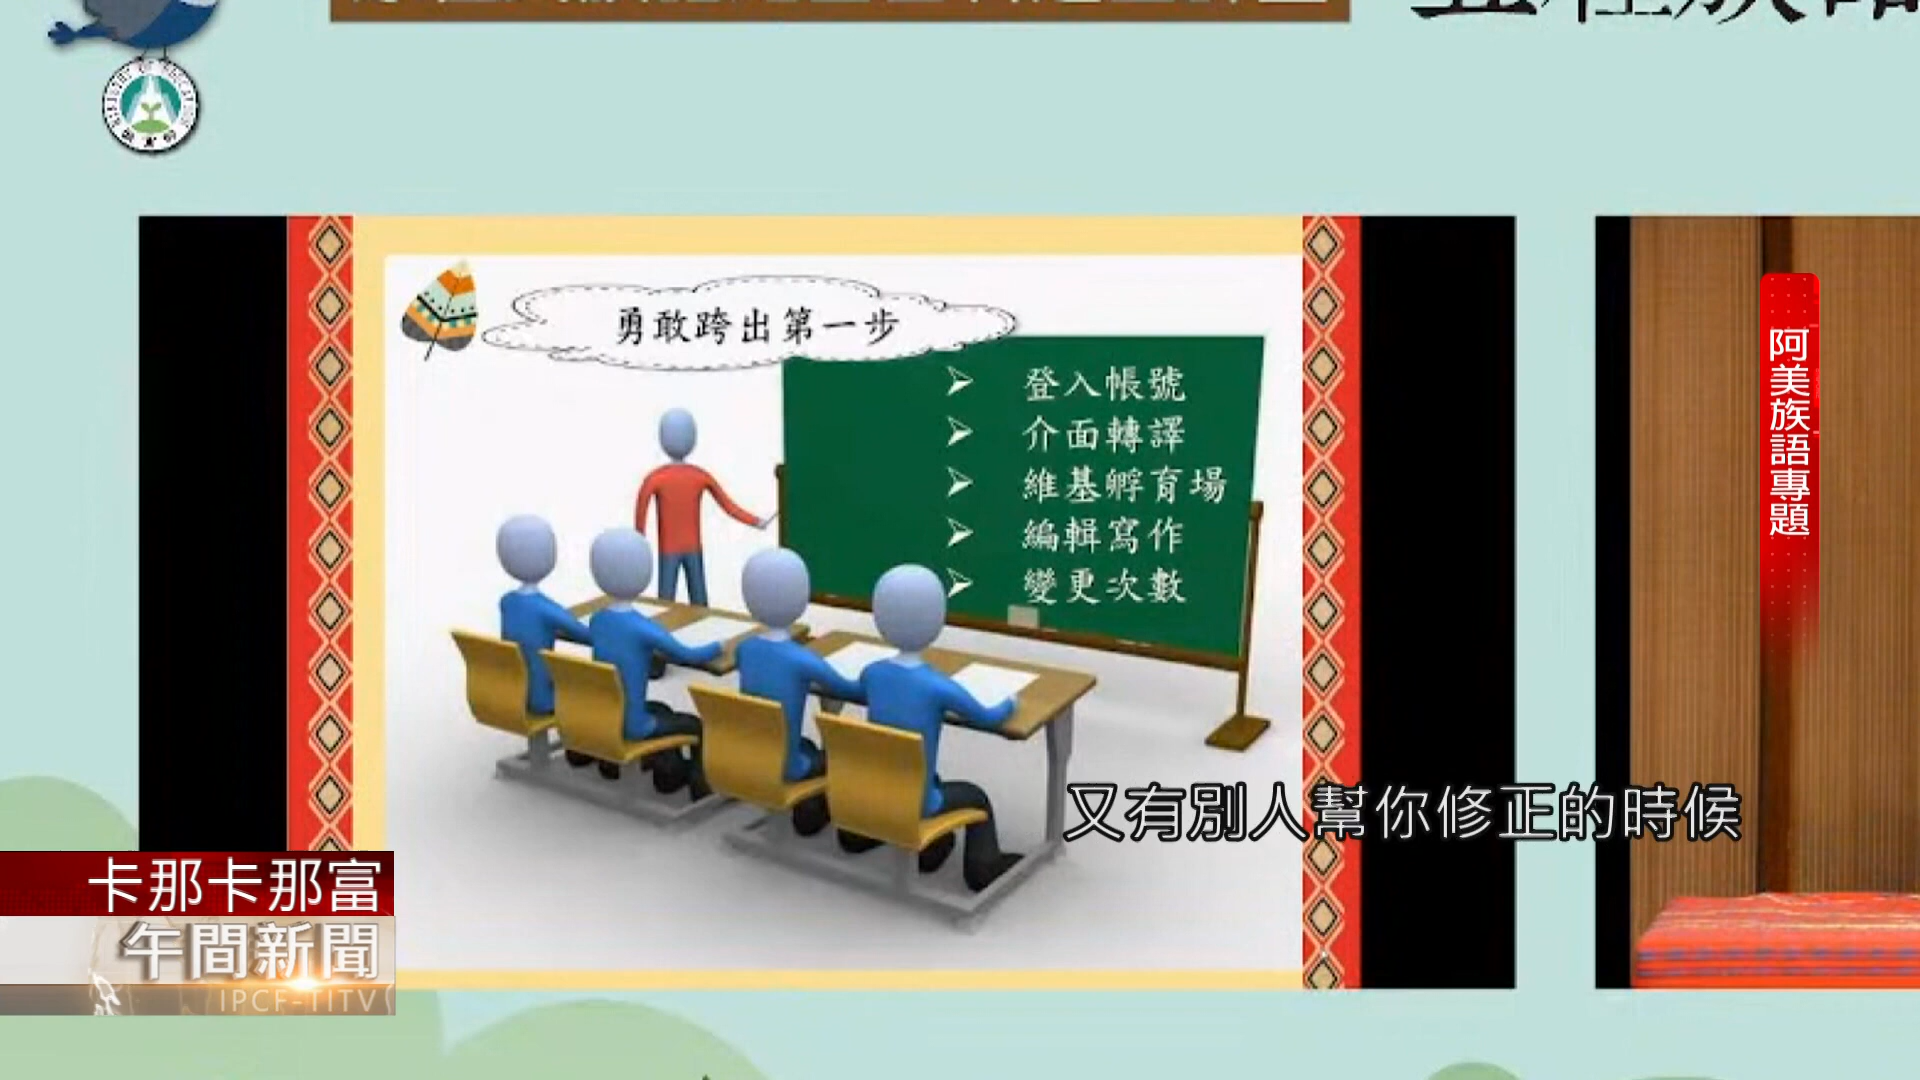 勇敢跨出第一步
➢ 登入帳號
➢ 介面轉譯
➢ 維基孵育場
➢ 編輯寫作
➢ 變更次數
阿美族語專題
又有別人幫你修正的時候
卡那卡那富
午間新聞
IPCF-TITV